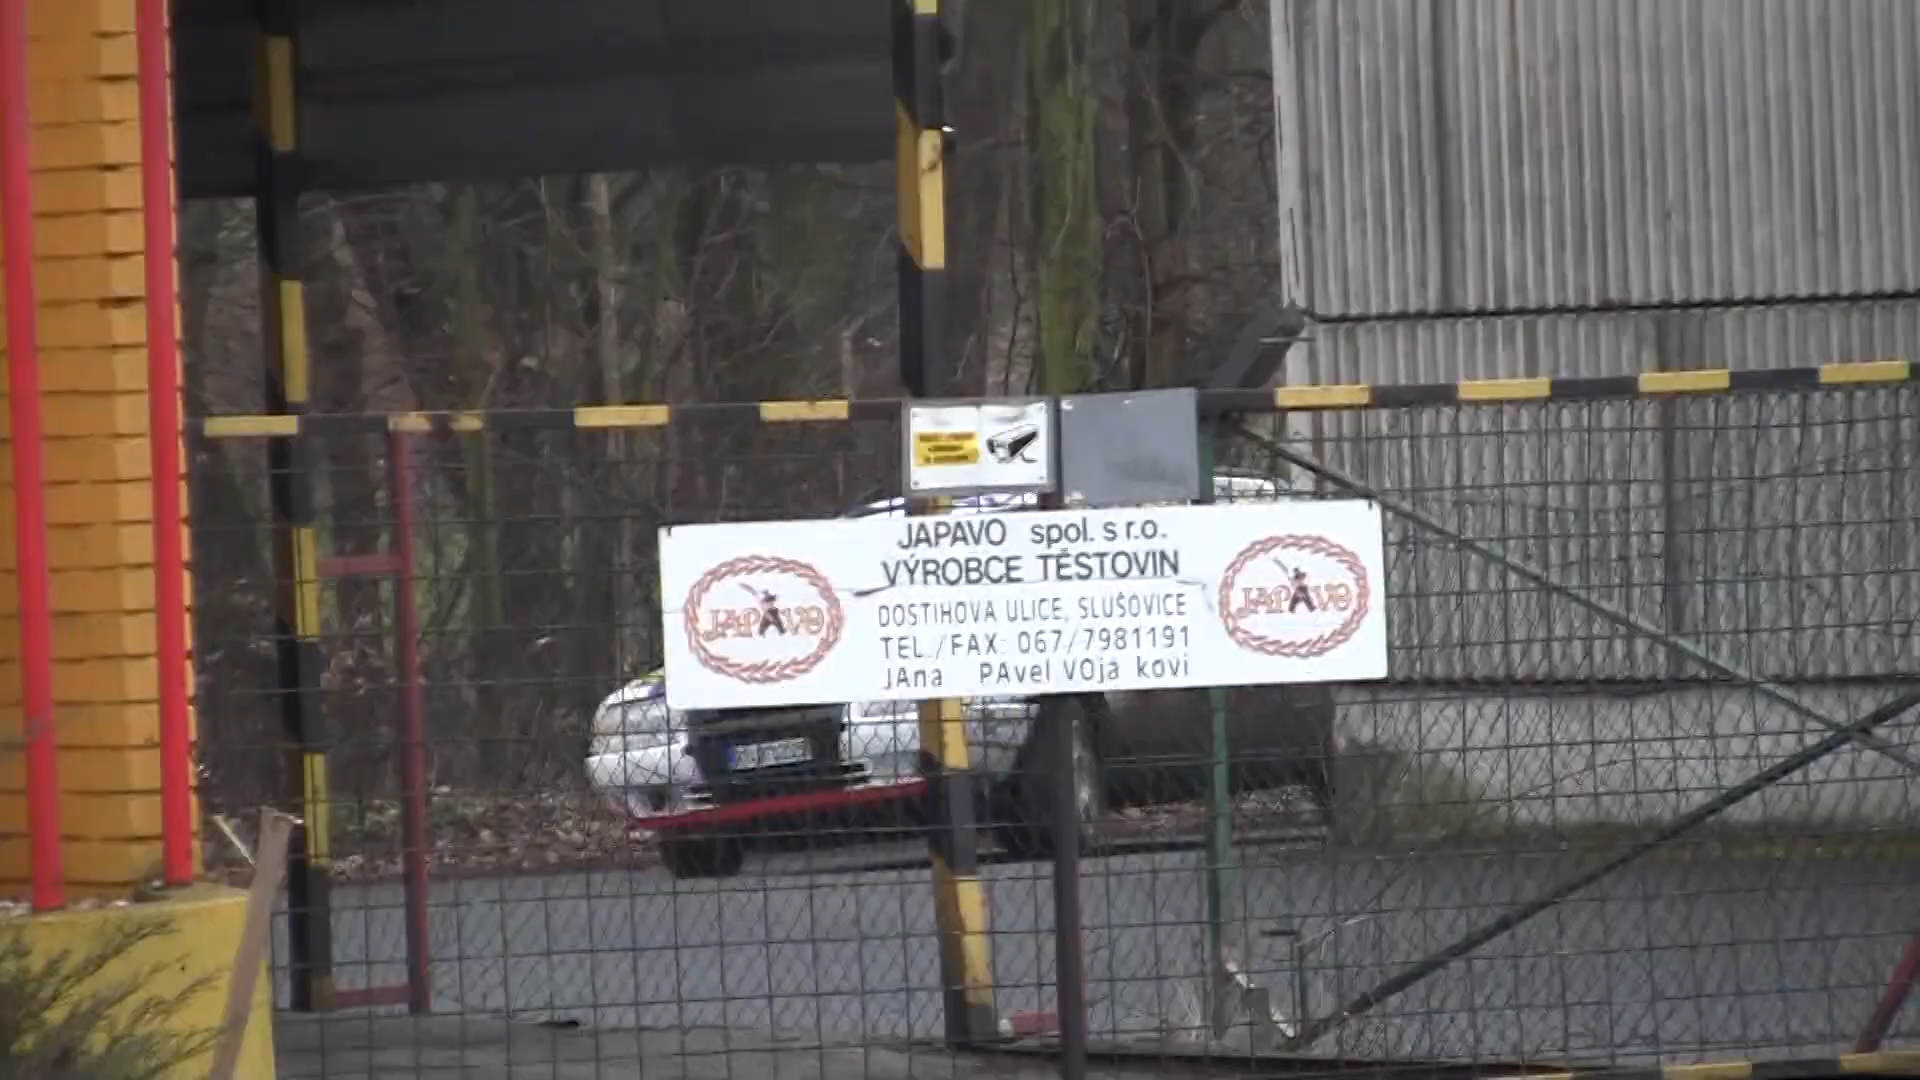 JAPAVO spol. s r.o.
VÝROBCE TĚSTOVIN
JAPAVO
DOSTIHOVA ULICE, SLUŠOVICE
JAPAVO
TEL./FAX: 067/7981191
JAna PAvel VOja kovi